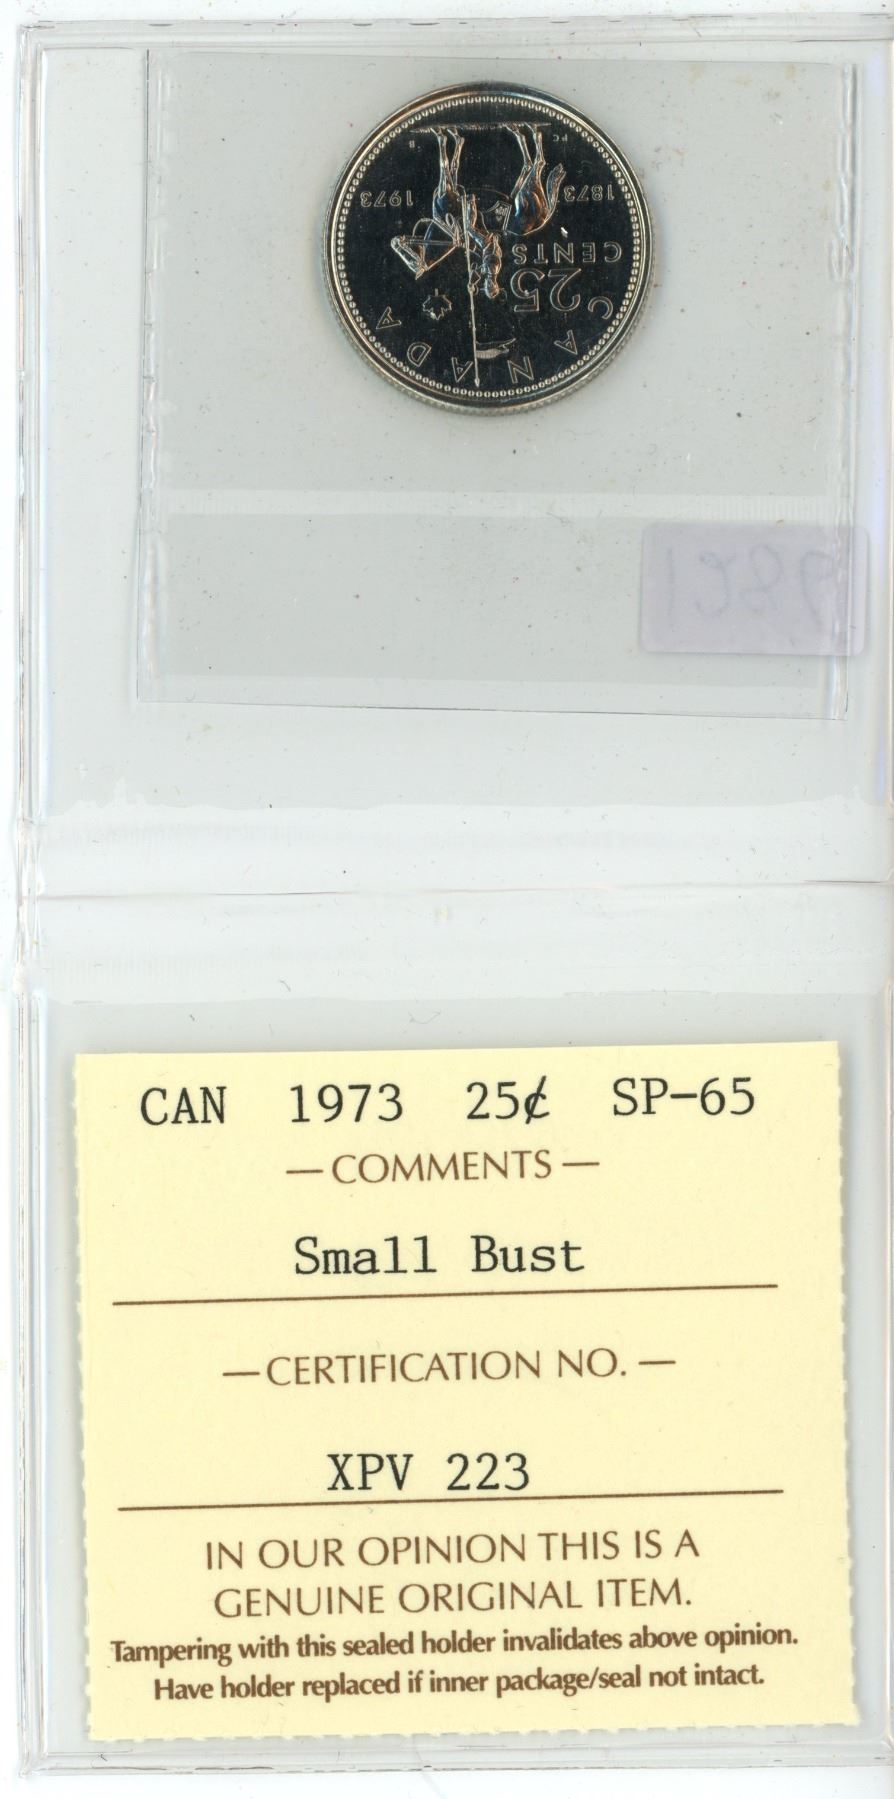 CANADA
25
CENTS
1873 1973
PC B
CAN 1973 25¢ SP-65
— COMMENTS —
Small Bust
— CERTIFICATION NO. —
XPV 223
IN OUR OPINION THIS IS A
GENUINE ORIGINAL ITEM.
Tampering with this sealed holder invalidates above opinion.
Have holder replaced if inner package/seal not intact.